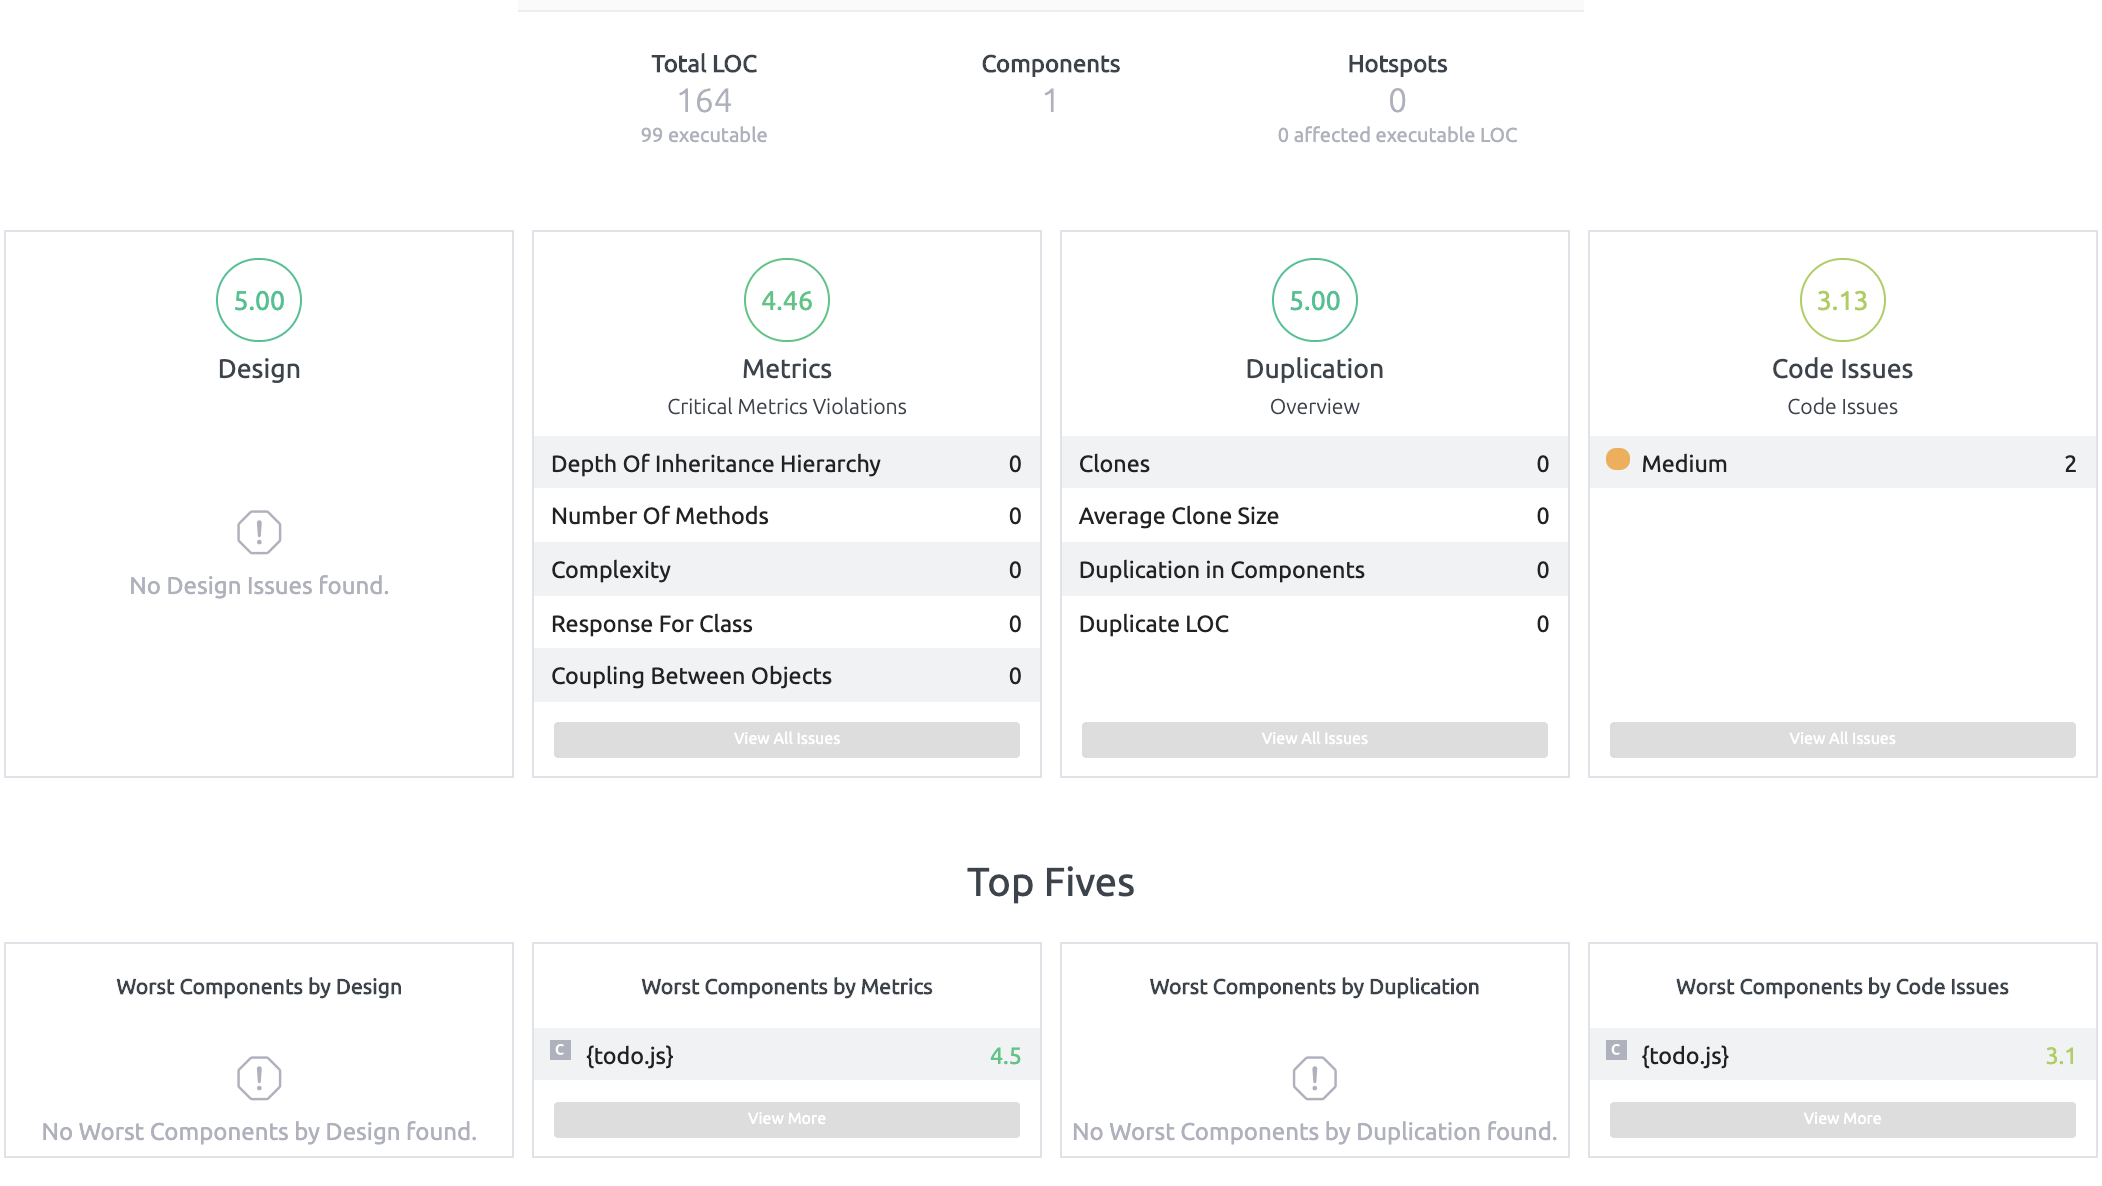 Total LOC
164
99 executable
Components
1
Hotspots
0
0 affected executable LOC
5.00
Design
No Design Issues found.
4.46
Metrics
Critical Metrics Violations
Depth Of Inheritance Hierarchy 0
Number Of Methods 0
Complexity 0
Response For Class 0
Coupling Between Objects 0
View All Issues
5.00
Duplication
Overview
Clones 0
Average Clone Size 0
Duplication in Components 0
Duplicate LOC 0
View All Issues
3.13
Code Issues
Code Issues
Medium 2
View All Issues
Top Fives
Worst Components by Design
No Worst Components by Design found.
Worst Components by Metrics
C {todo.js} 4.5
View More
Worst Components by Duplication
No Worst Components by Duplication found.
Worst Components by Code Issues
C {todo.js} 3.1
View More